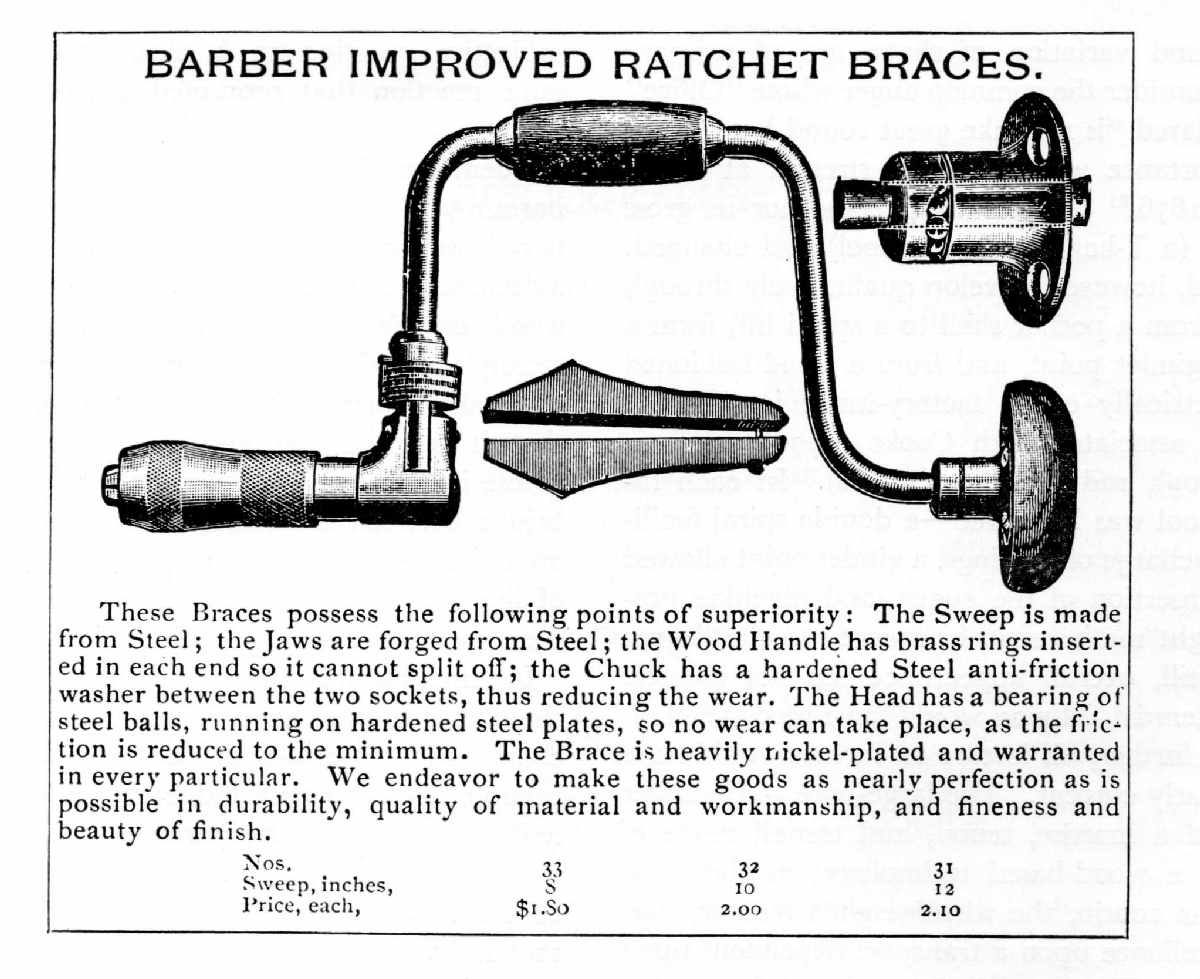 BARBER IMPROVED RATCHET BRACES.
These Braces possess the following points of superiority: The Sweep is made
from Steel; the Jaws are forged from Steel; the Wood Handle has brass rings insert-
ed in each end so it cannot split off; the Chuck has a hardened Steel anti-friction
washer between the two sockets, thus reducing the wear. The Head has a bearing of
steel balls, running on hardened steel plates, so no wear can take place, as the fric-
tion is reduced to the minimum. The Brace is heavily nickel-plated and warranted
in every particular. We endeavor to make these goods as nearly perfection as is
possible in durability, quality of material and workmanship, and fineness and
beauty of finish.
Nos. 33 32 31
Sweep, inches, 8 10 12
Price, each, $1.80 2.00 2.10